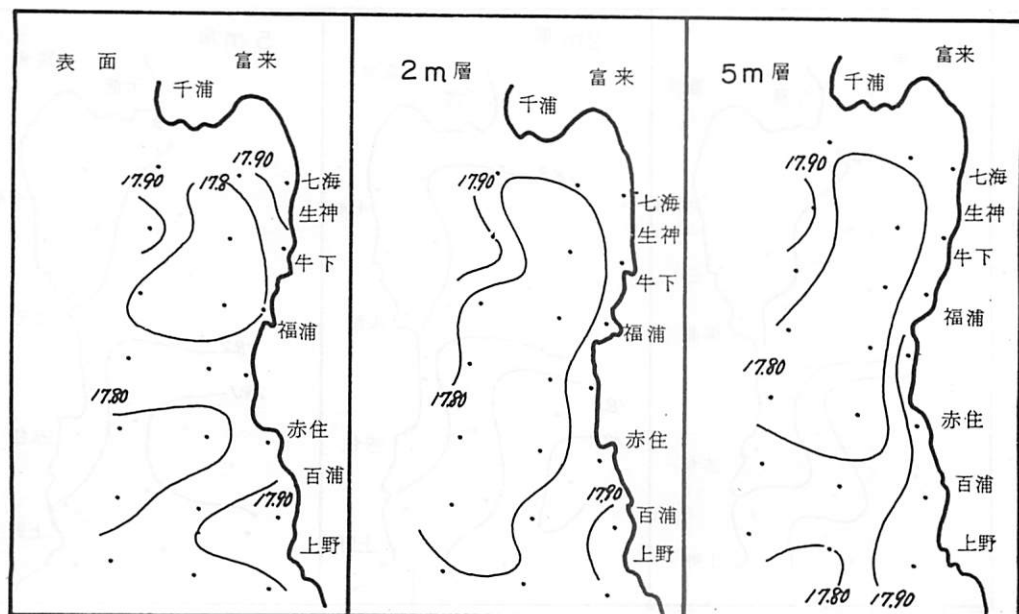 表面
富来
千浦
17.90
17.8
17.90
七海
生神
牛下
福浦
17.80
赤住
百浦
17.90
上野
2m層
富来
千浦
17.90
七海
生神
牛下
福浦
17.80
赤住
17.90
百浦
上野
5m層
富来
千浦
17.90
七海
生神
牛下
福浦
17.80
赤住
百浦
上野
17.80
17.90